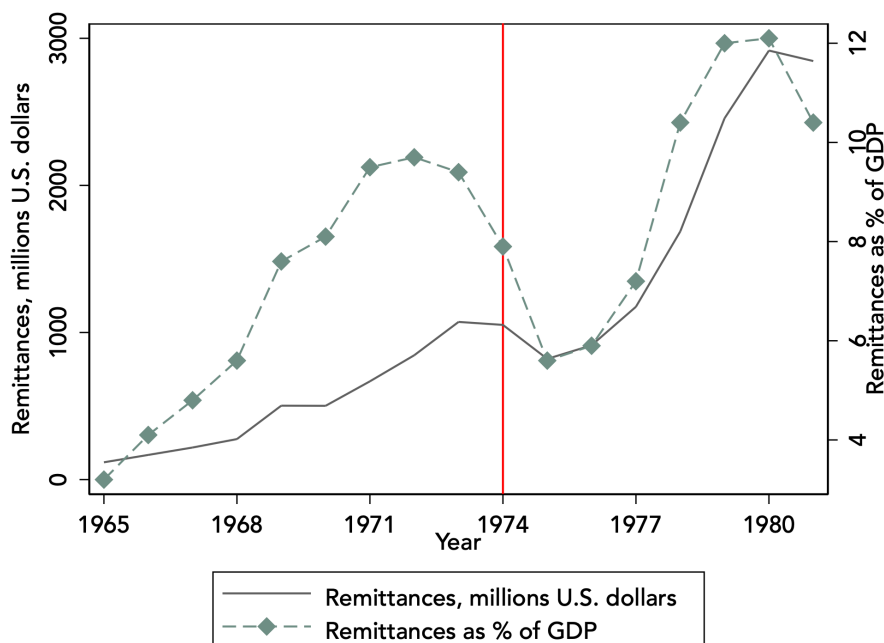 Remittances, millions U.S. dollars
3000
2000
1000
0
12
10
8
6
4
Remittances as % of GDP
1965 1968 1971 1974 1977 1980
Year
Remittances, millions U.S. dollars
Remittances as % of GDP